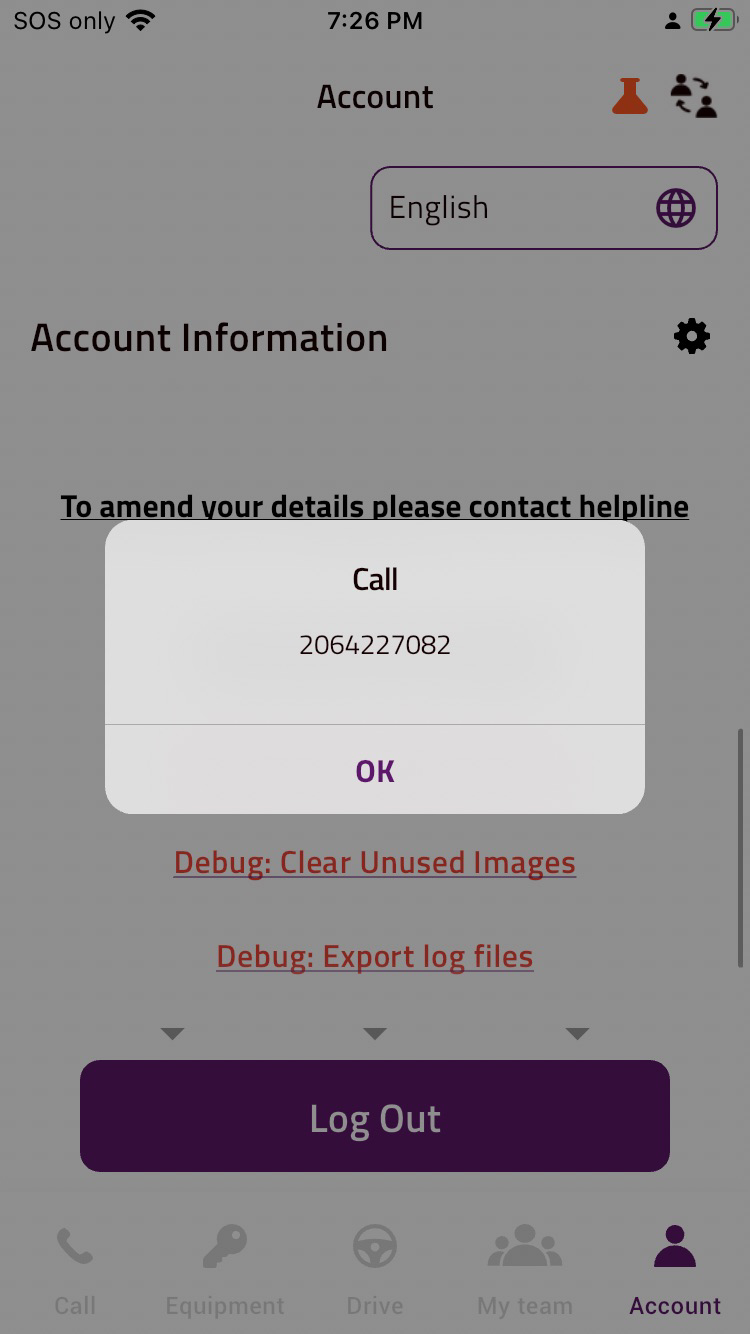 SOS only
7:26 PM
Account
English
Account Information
To amend your details please contact helpline
Call
2064227082
OK
Debug: Clear Unused Images
Debug: Export log files
Log Out
Call
Equipment
Drive
My team
Account